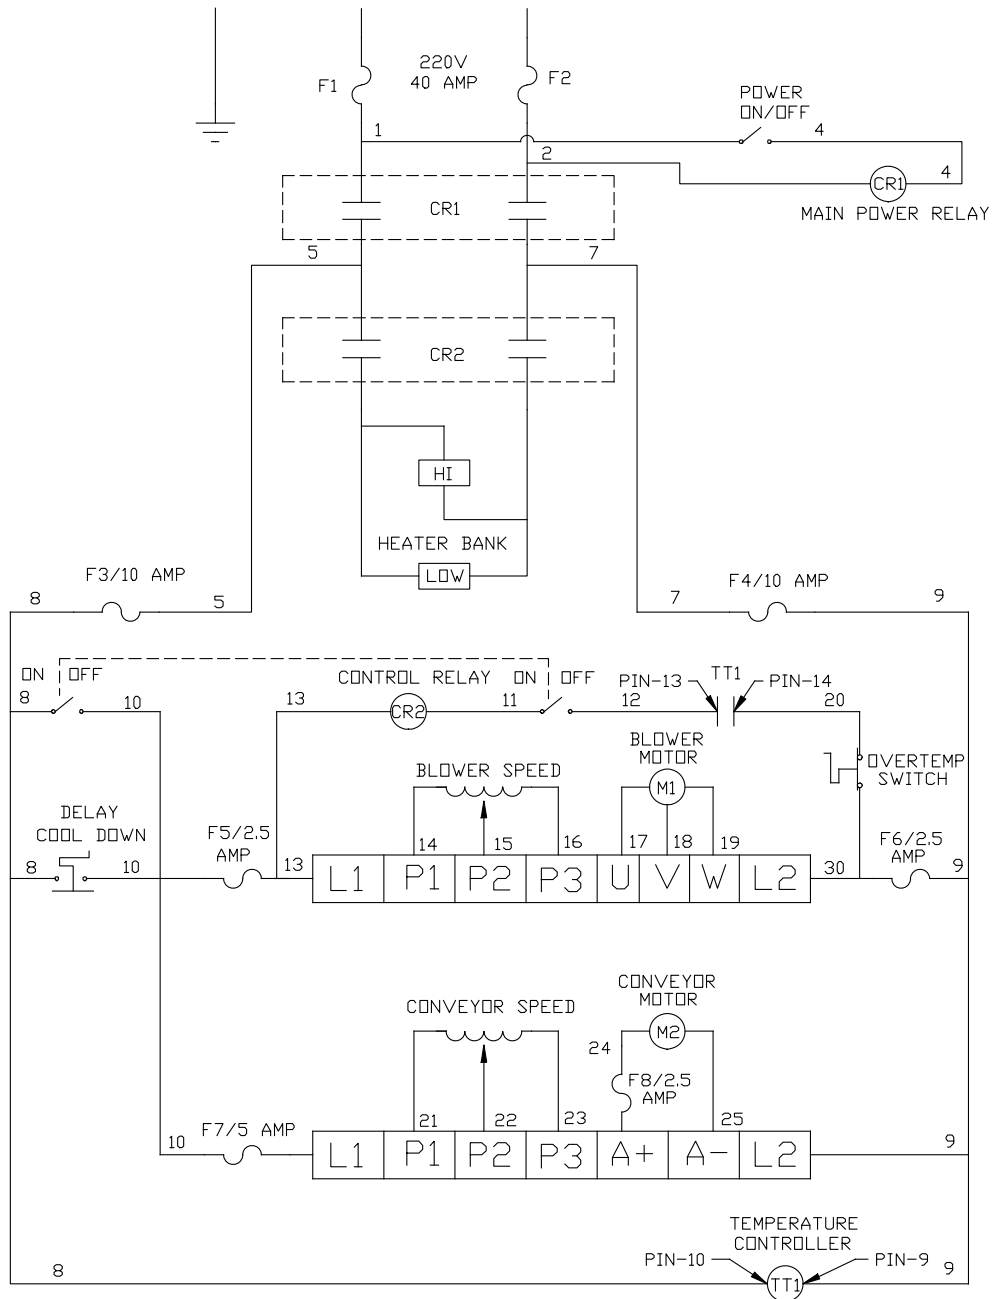 220V
F1
40 AMP
F2
POWER
ON/OFF
1
4
2
4
CR1
CR1
MAIN POWER RELAY
5
7
CR2
HI
HEATER BANK
LOW
F3/10 AMP
F4/10 AMP
8
5
7
9
ON OFF
CONTROL RELAY
ON OFF
TT1
PIN-13
PIN-14
8
10
13
CR2
11
12
20
BLOWER
MOTOR
BLOWER SPEED
M1
OVERTEMP
SWITCH
DELAY
COOL DOWN
F5/2.5
AMP
F6/2.5
AMP
14
15
16
17
18
19
8
10
13
L1 P1 P2 P3 U V W L2
30
9
CONVEYOR
MOTOR
CONVEYOR SPEED
M2
24
F8/2.5
AMP
21
22
23
25
10
F7/5 AMP
L1 P1 P2 P3 A+ A- L2
9
TEMPERATURE
CONTROLLER
PIN-10
PIN-9
8
TT1
9